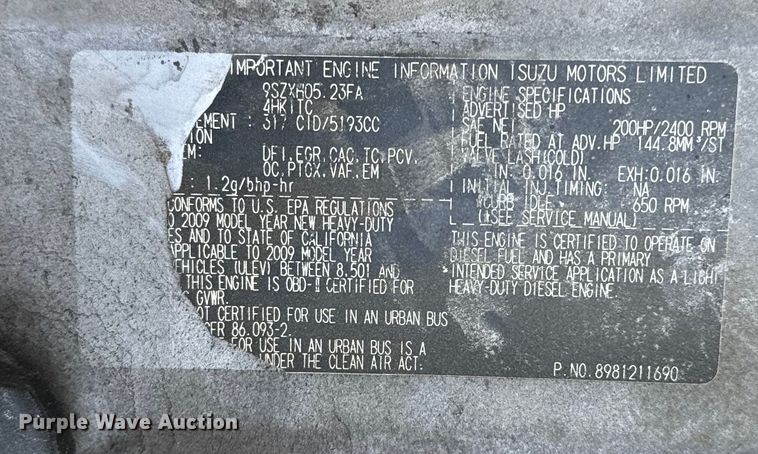 IMPORTANT ENGINE INFORMATION ISUZU MOTORS LIMITED
9SZXH05.23FA
4HK1TC
EMENT : 317 CID/5193CC
TION
EM: DFI,EGR,CAC,TC,PCV,
OC,PTOX,VAF,EM
: 1.2g/bhp-hr
CONFORMS TO U.S. EPA REGULATIONS
O 2009 MODEL YEAR NEW HEAVY-DUTY
ES AND TO STATE OF CALIFORNIA
APPLICABLE TO 2009 MODEL YEAR
VEHICLES (ULEV) BETWEEN 8,501 AND
THIS ENGINE IS OBD-II CERTIFIED FOR
GVWR.
NOT CERTIFIED FOR USE IN AN URBAN BUS
CFR 86.093-2.
FOR USE IN AN URBAN BUS IS A
UNDER THE CLEAN AIR ACT.
ENGINE SPECIFICATIONS
ADVERTISED HP
SAE NET 200HP/2400 RPM
FUEL RATED AT ADV.HP 144.8MM³/ST
VALVE LASH(COLD)
IN: 0.016 IN. EXH:0.016 IN.
INITIAL INJ.TIMING: NA
CURB IDLE 650 RPM
(SEE SERVICE MANUAL)
THIS ENGINE IS CERTIFIED TO OPERATE ON
DIESEL FUEL AND HAS A PRIMARY
INTENDED SERVICE APPLICATION AS A LIGHT
HEAVY-DUTY DIESEL ENGINE.
P.NO.8981211690
Purple Wave Auction